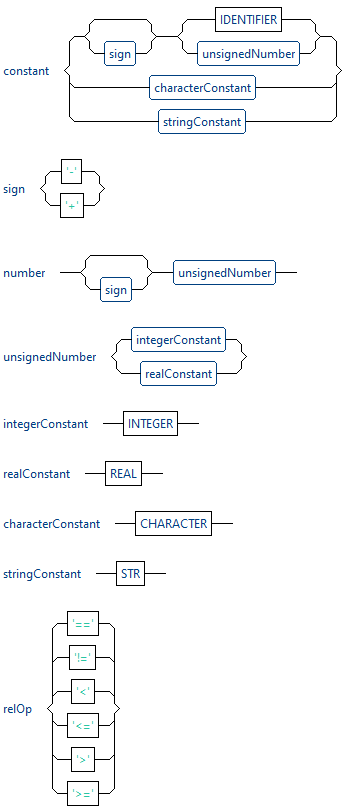 IDENTIFIER
sign unsignedNumber
constant characterConstant
stringConstant
'-'
sign
'+'
number unsignedNumber
sign
integerConstant
unsignedNumber
realConstant
integerConstant INTEGER
realConstant REAL
characterConstant CHARACTER
stringConstant STR
'=='
'!='
'<'
relOp
'<='
'>'
'>='